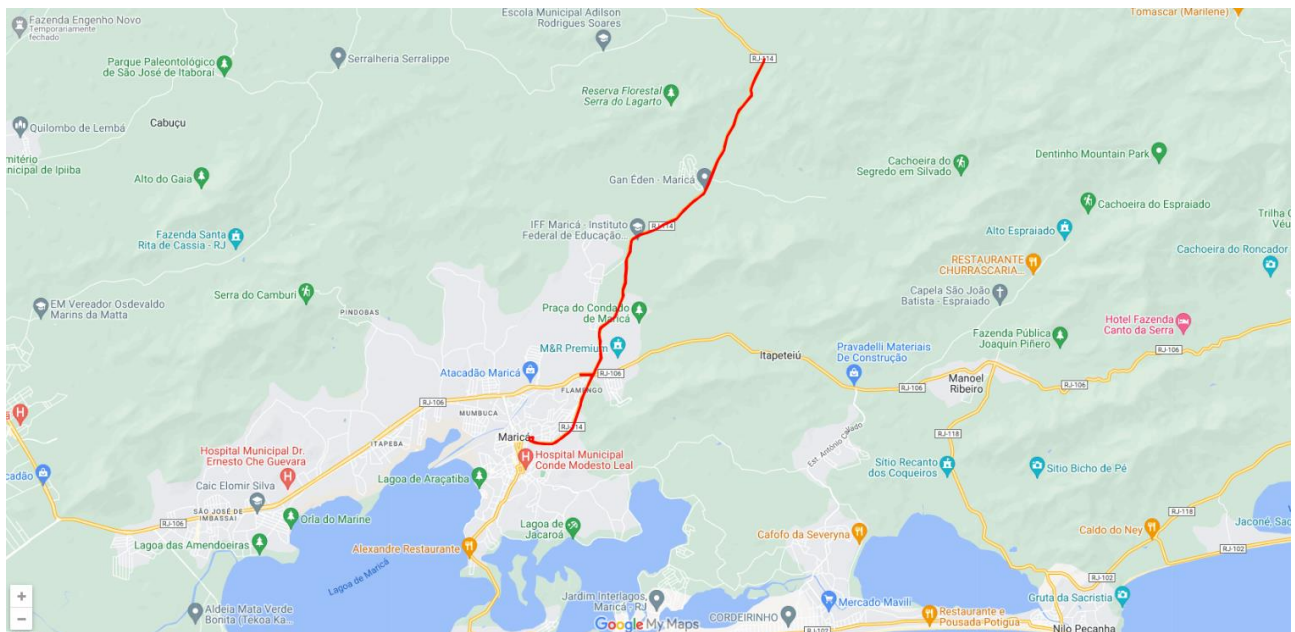 Fazenda Engenho Novo
Temporariamente
fechado
Escola Municipal Adilson
Rodrigues Soares
Tomascar (Marilene)
Parque Paleontológico
de São José de Itaboraí
Serralheria Serralippe
RJ-114
Reserva Florestal
Serra do Lagarto
Cabuçu
Quilombo de Lembá
mitério
nicipal de Ipiiba
Alto do Gaia
Gan Éden - Maricá
Cachoeira do
Segredo em Silvado
Dentinho Mountain Park
Cachoeira do Espraiado
Fazenda Santa
Rita de Cassia - RJ
IFF Maricá - Instituto
Federal de Educação...
RJ-114
Alto Espraiado
Trilha
Véu
Cachoeira do Roncador
RESTAURANTE
CHURRASCARIA...
EM Vereador Osdevaldo
Marins da Matta
Serra do Camburi
PINDOBAS
Praça do Condado
de Maricá
Capela São João
Batista - Espraiado
Hotel Fazenda
Canto da Serra
Fazenda Pública
Joaquin Piñero
M&R Premium
Itapeteiú
Pravadelli Materiais
De Construção
RJ-106
Atacadão Maricá
RJ-106
FLAMENGO
RJ-106
Manoel
Ribeiro
RJ-106
RJ-106
MUMBUCA
RJ-114
Maricá
ITAPEBA
RJ-118
Hospital Municipal Dr.
Ernesto Che Guevara
Hospital Municipal
Conde Modesto Leal
Sítio Recanto
dos Coqueiros
Sitio Bicho de Pé
cadão
Caic Elomir Silva
Lagoa de Araçatiba
SÃO JOSÉ DE
IMBASSAI
RJ-106
Orla do Marine
Lagoa de
Jacaroá
Cafofo da Severyna
Caldo do Ney
RJ-118
Jaconé, Sac
Lagoa das Amendoeiras
Alexandre Restaurante
RJ-102
Lagoa de Maricá
RJ-102
Aldeia Mata Verde
Bonita (Tekoa Ka...
Jardim Interlagos,
Maricá - RJ
Mercado Mavili
Gruta da Sacristia
CORDEIRINHO
Restaurante e
Pousada Potigua
Google My Maps
RJ-102
Nilo Peçanha